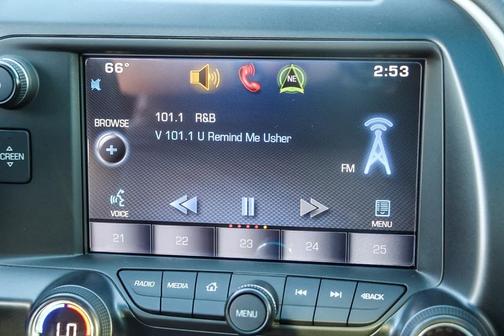 66°
NE
2:53
BROWSE
101.1 R&B
V 101.1 U Remind Me Usher
FM
SCREEN
VOICE
MENU
21
22
23
24
25
RADIO
MEDIA
BACK
MENU